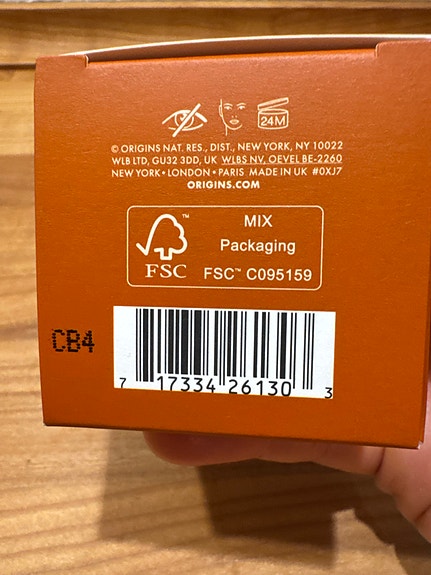 24M
© ORIGINS NAT. RES., DIST., NEW YORK, NY 10022
WLB LTD, GU32 3DD, UK WLBS NV, OEVEL BE-2260
NEW YORK • LONDON • PARIS MADE IN UK #0XJ7
ORIGINS.COM
™
FSC
MIX
Packaging
FSC™ C095159
CB4
7 17334 26130 3